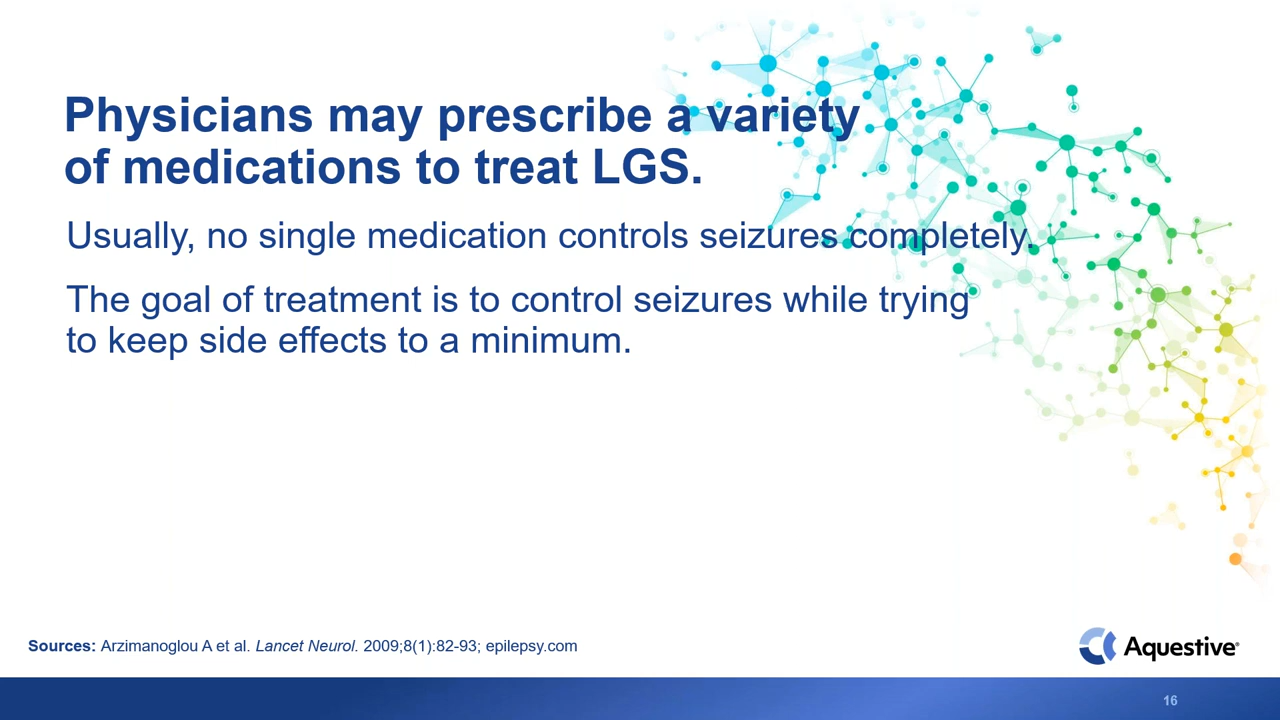 Physicians may prescribe a variety
of medications to treat LGS.
Usually, no single medication controls seizures completely.
The goal of treatment is to control seizures while trying
to keep side effects to a minimum.
Sources: Arzimanoglou A et al. Lancet Neurol. 2009;8(1):82-93; epilepsy.com
Aquestive®
16